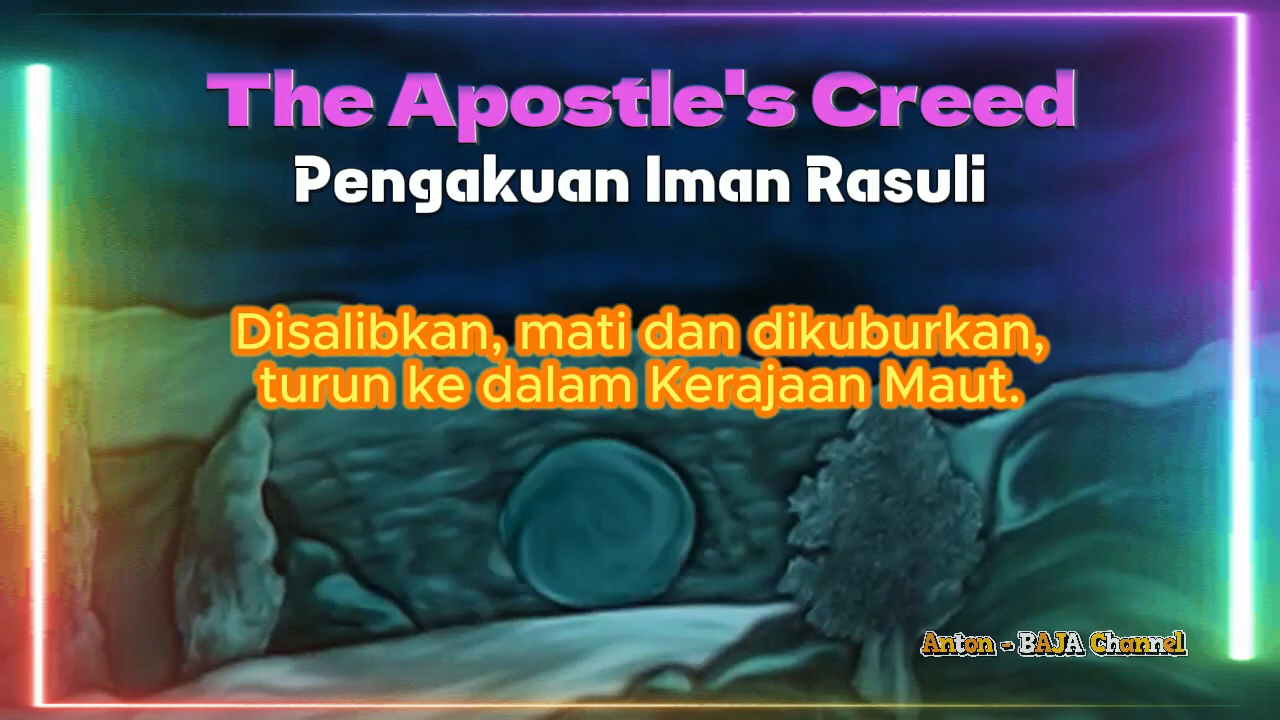 The Apostle's Creed
Pengakuan Iman Rasuli
Disalibkan, mati dan dikuburkan,
turun ke dalam Kerajaan Maut.
Anton - BAJA Channel